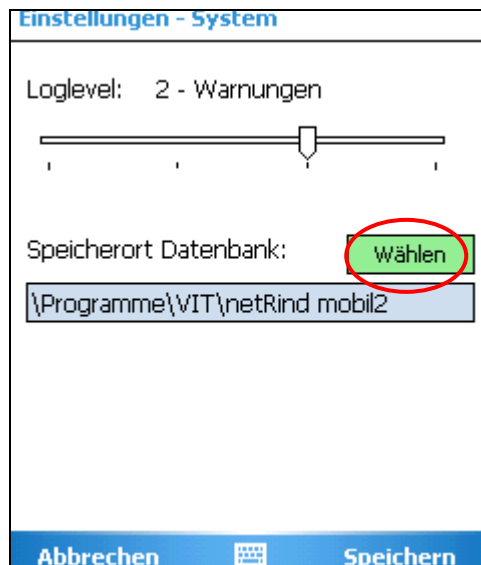 Einstellungen - System
Loglevel: 2 - Warnungen
Speicherort Datenbank: Wählen
\Programme\VIT\netRind mobil2
Abbrechen Speichern